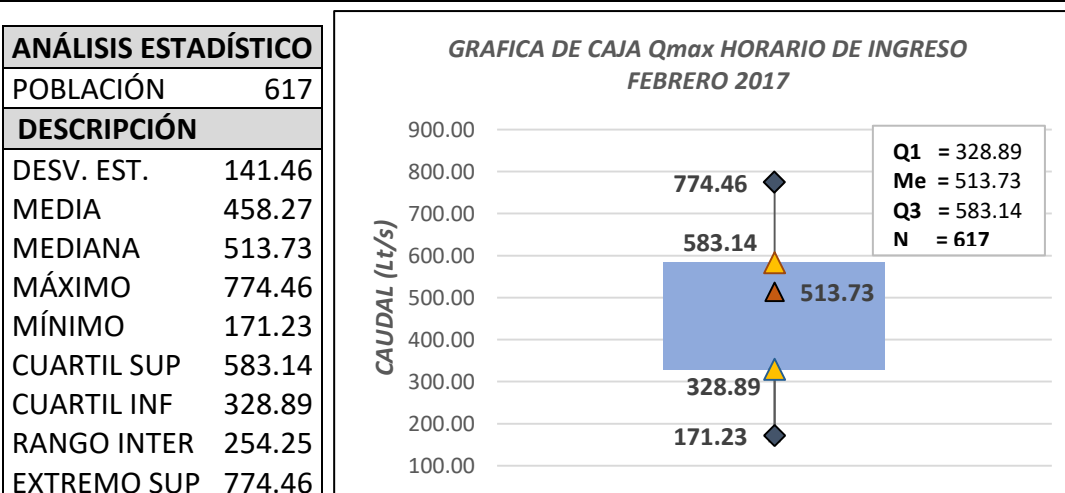 ANÁLISIS ESTADÍSTICO
POBLACIÓN 617
DESCRIPCIÓN
DESV. EST. 141.46
MEDIA 458.27
MEDIANA 513.73
MÁXIMO 774.46
MÍNIMO 171.23
CUARTIL SUP 583.14
CUARTIL INF 328.89
RANGO INTER 254.25
EXTREMO SUP 774.46
GRAFICA DE CAJA Qmax HORARIO DE INGRESO
FEBRERO 2017
CAUDAL (Lt/s)
900.00
800.00
700.00
600.00
500.00
400.00
300.00
200.00
100.00
774.46
583.14
513.73
328.89
171.23
Q1 = 328.89
Me = 513.73
Q3 = 583.14
N = 617